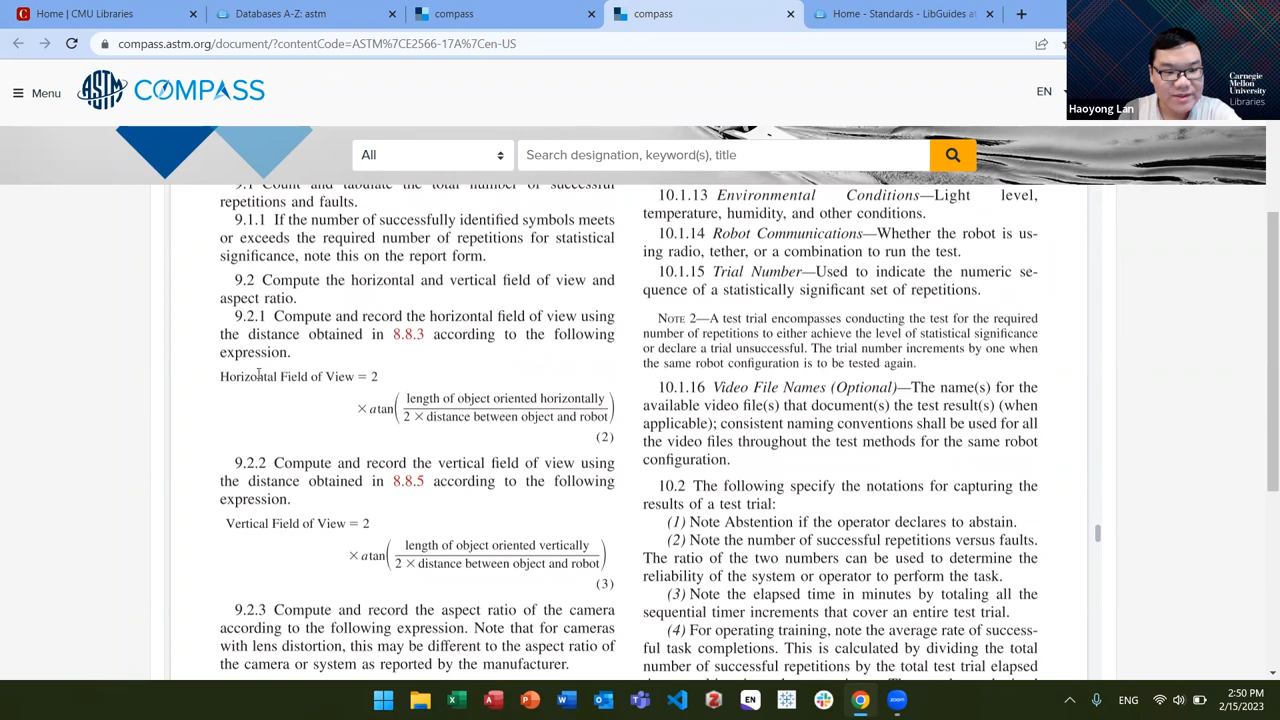 Home | CMU Libraries
Databases A-Z: astm
compass
compass
Home - Standards - LibGuides at
compass.astm.org/document/?contentCode=ASTM%7CE2566-17A%7Cen-US
Menu
ASTM
COMPASS
EN
Carnegie
Mellon
University
Libraries
Haoyong Lan
All
Search designation, keyword(s), title
9.1 Count and tabulate the total number of successful
repetitions and faults.
9.1.1 If the number of successfully identified symbols meets
or exceeds the required number of repetitions for statistical
significance, note this on the report form.
9.2 Compute the horizontal and vertical field of view and
aspect ratio.
9.2.1 Compute and record the horizontal field of view using
the distance obtained in 8.8.3 according to the following
expression.
Horizontal Field of View = 2
× atan(length of object oriented horizontally
2 × distance between object and robot)
(2)
9.2.2 Compute and record the vertical field of view using
the distance obtained in 8.8.5 according to the following
expression.
Vertical Field of View = 2
× atan(length of object oriented vertically
2 × distance between object and robot)
(3)
9.2.3 Compute and record the aspect ratio of the camera
according to the following expression. Note that for cameras
with lens distortion, this may be different to the aspect ratio of
the camera or system as reported by the manufacturer.
10.1.13 Environmental Conditions—Light level,
temperature, humidity, and other conditions.
10.1.14 Robot Communications—Whether the robot is us-
ing radio, tether, or a combination to run the test.
10.1.15 Trial Number—Used to indicate the numeric se-
quence of a statistically significant set of repetitions.
NOTE 2—A test trial encompasses conducting the test for the required
number of repetitions to either achieve the level of statistical significance
or declare a trial unsuccessful. The trial number increments by one when
the same robot configuration is to be tested again.
10.1.16 Video File Names (Optional)—The name(s) for the
available video file(s) that document(s) the test result(s) (when
applicable); consistent naming conventions shall be used for all
the video files throughout the test methods for the same robot
configuration.
10.2 The following specify the notations for capturing the
results of a test trial:
(1) Note Abstention if the operator declares to abstain.
(2) Note the number of successful repetitions versus faults.
The ratio of the two numbers can be used to determine the
reliability of the system or operator to perform the task.
(3) Note the elapsed time in minutes by totaling all the
sequential timer increments that cover an entire test trial.
(4) For operating training, note the average rate of success-
ful task completions. This is calculated by dividing the total
number of successful repetitions by the total test trial elapsed
EN
zoom
ENG
2:50 PM
2/15/2023